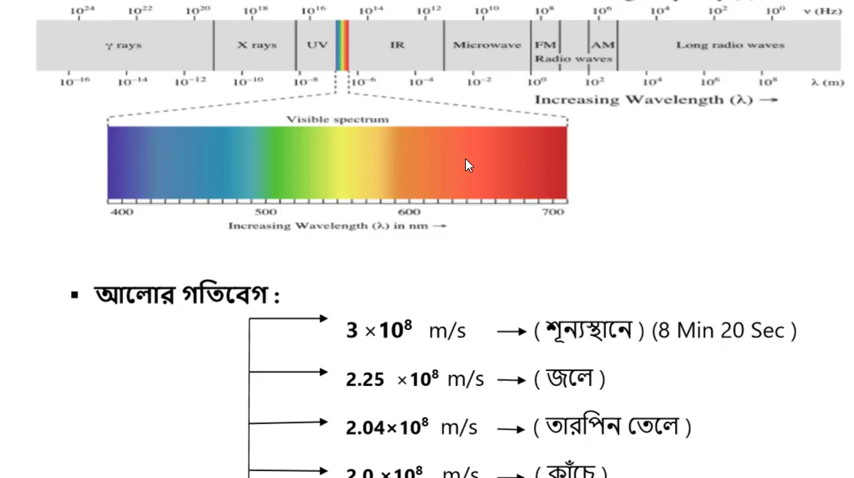 10²⁴ 10²² 10²⁰ 10¹⁸ 10¹⁶ 10¹⁴ 10¹² 10¹⁰ 10⁸ 10⁶ 10⁴ 10² 10⁰ ν (Hz)
γ rays X rays UV IR Microwave FM AM Long radio waves
Radio waves
10⁻¹⁶ 10⁻¹⁴ 10⁻¹² 10⁻¹⁰ 10⁻⁸ 10⁻⁶ 10⁻⁴ 10⁻² 10⁰ 10² 10⁴ 10⁶ 10⁸ λ (m)
Increasing Wavelength (λ) →
Visible spectrum
400 500 600 700
Increasing Wavelength (λ) in nm →
▪ আলোর গতিবেগ :
3 ×10⁸ m/s → ( শূন্যস্থানে ) (8 Min 20 Sec )
2.25 ×10⁸ m/s → ( জলে )
2.04×10⁸ m/s → ( তারপিন তেলে )
2.0 ×10⁸ m/s → ( কাঁচে )